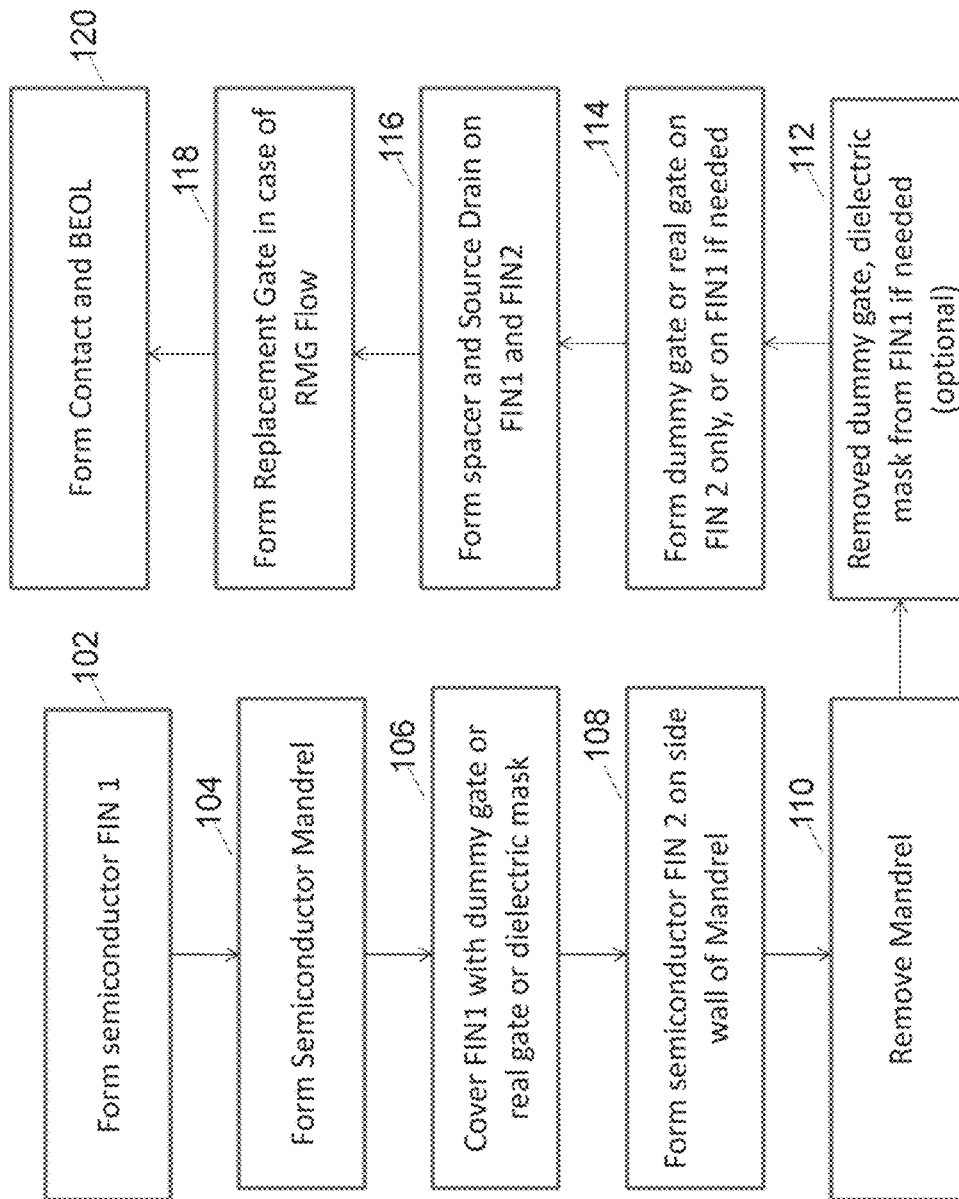 102
Form semiconductor FIN 1
104
Form Semiconductor Mandrel
106
Cover FIN1 with dummy gate or
real gate or dielectric mask
108
Form semiconductor FIN 2 on side
wall of Mandrel
110
Remove Mandrel
112
Removed dummy gate, dielectric
mask from FIN1 if needed
(optional)
114
Form dummy gate or real gate on
FIN 2 only, or on FIN1 if needed
116
Form spacer and Source Drain on
FIN1 and FIN2
118
Form Replacement Gate in case of
RMG Flow
120
Form Contact and BEOL